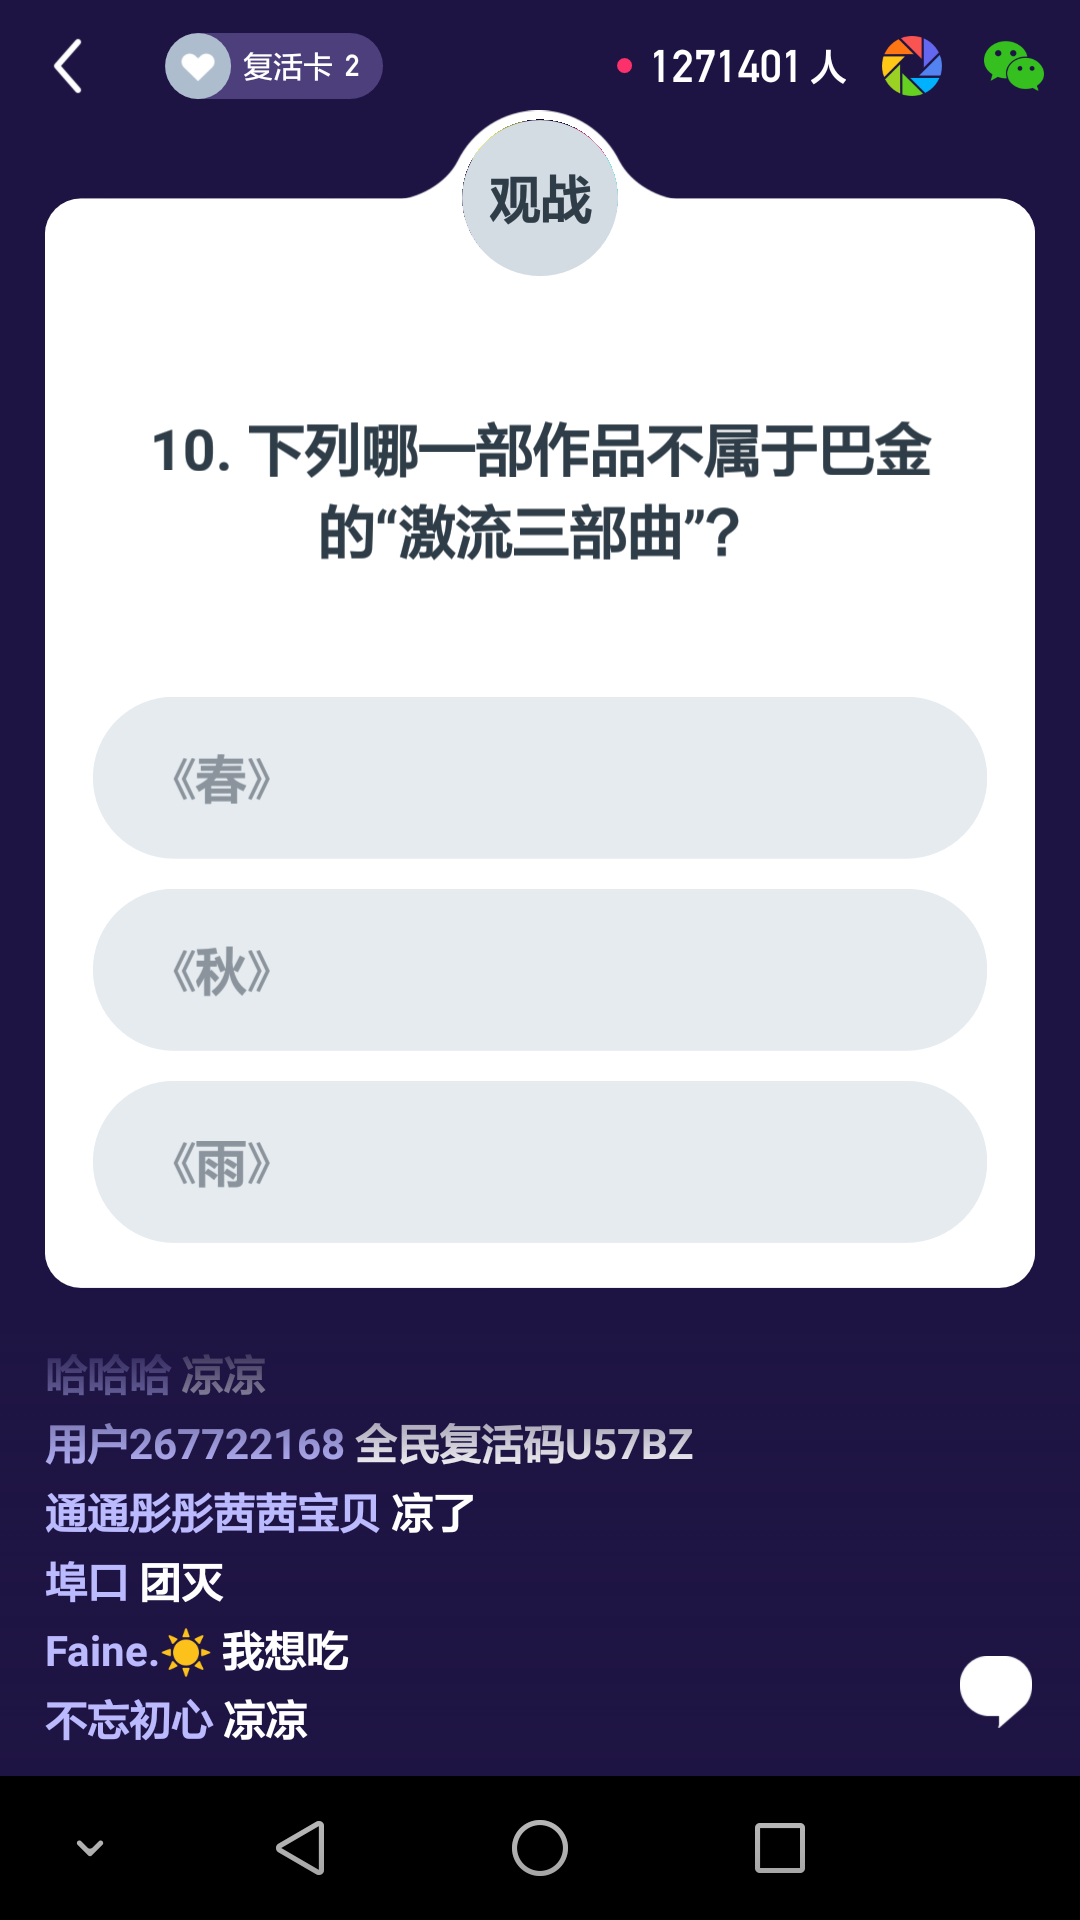 复活卡 2
1271401 人
观战
10. 下列哪一部作品不属于巴金
的“激流三部曲”?
《春》
《秋》
《雨》
哈哈哈 凉凉
用户267722168 全民复活码U57BZ
通通彤彤茜茜宝贝 凉了
埠口 团灭
Faine.☀️ 我想吃
不忘初心 凉凉